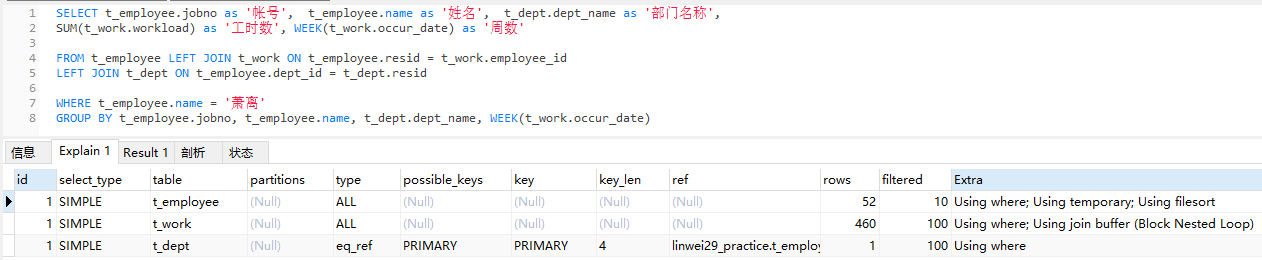 1 SELECT t_employee.jobno as '帐号', t_employee.name as '姓名', t_dept.dept_name as '部门名称',
2 SUM(t_work.workload) as '工时数', WEEK(t_work.occur_date) as '周数'
3
4 FROM t_employee LEFT JOIN t_work ON t_employee.resid = t_work.employee_id
5 LEFT JOIN t_dept ON t_employee.dept_id = t_dept.resid
6
7 WHERE t_employee.name = '萧离'
8 GROUP BY t_employee.jobno, t_employee.name, t_dept.dept_name, WEEK(t_work.occur_date)
信息 Explain 1 Result 1 剖析 状态
id select_type table partitions type possible_keys key key_len ref rows filtered Extra
1 SIMPLE t_employee (Null) ALL (Null) (Null) (Null) (Null) 52 10 Using where; Using temporary; Using filesort
1 SIMPLE t_work (Null) ALL (Null) (Null) (Null) (Null) 460 100 Using where; Using join buffer (Block Nested Loop)
1 SIMPLE t_dept (Null) eq_ref PRIMARY PRIMARY 4 linwei29_practice.t_employ 1 100 Using where